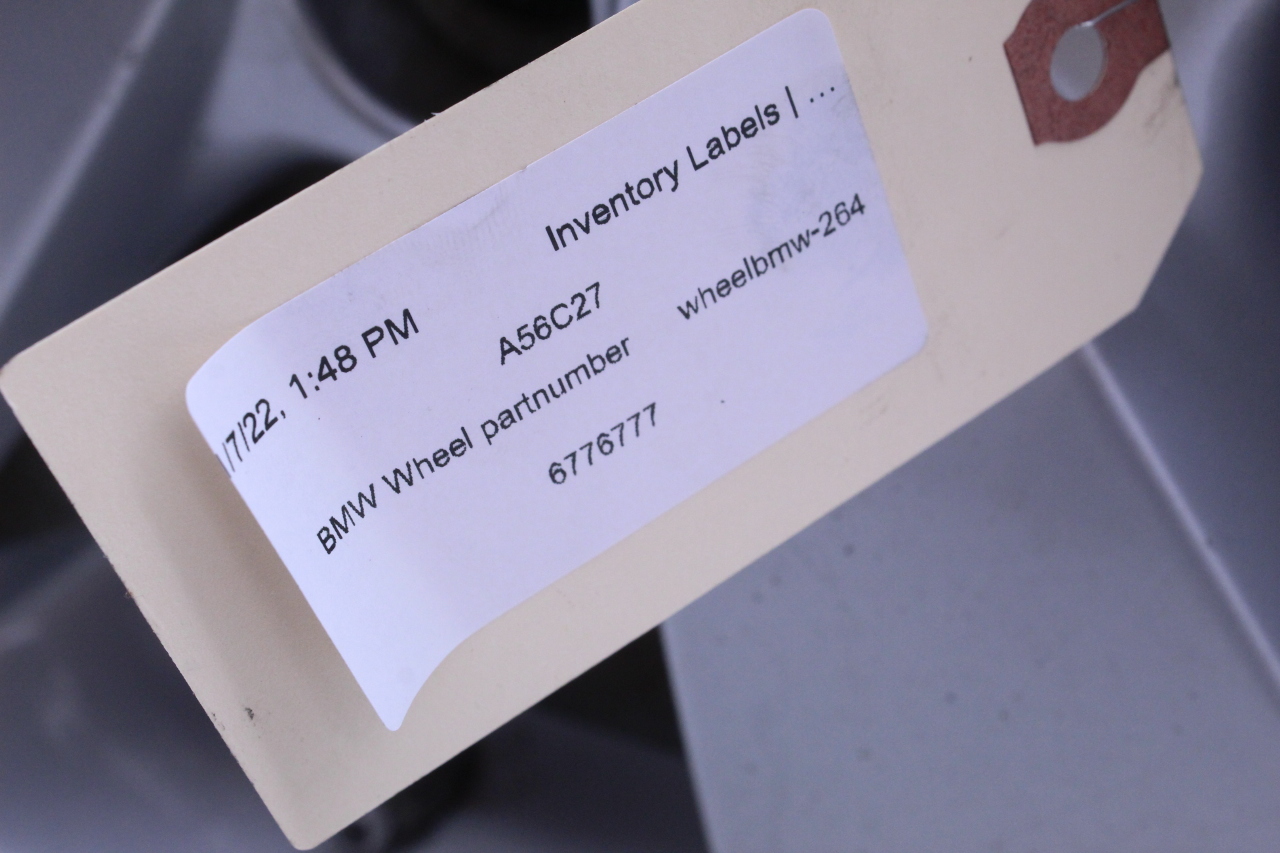 /7/22, 1:48 PM Inventory Labels | ...
A56C27
BMW Wheel partnumber wheelbmw-264
6776777